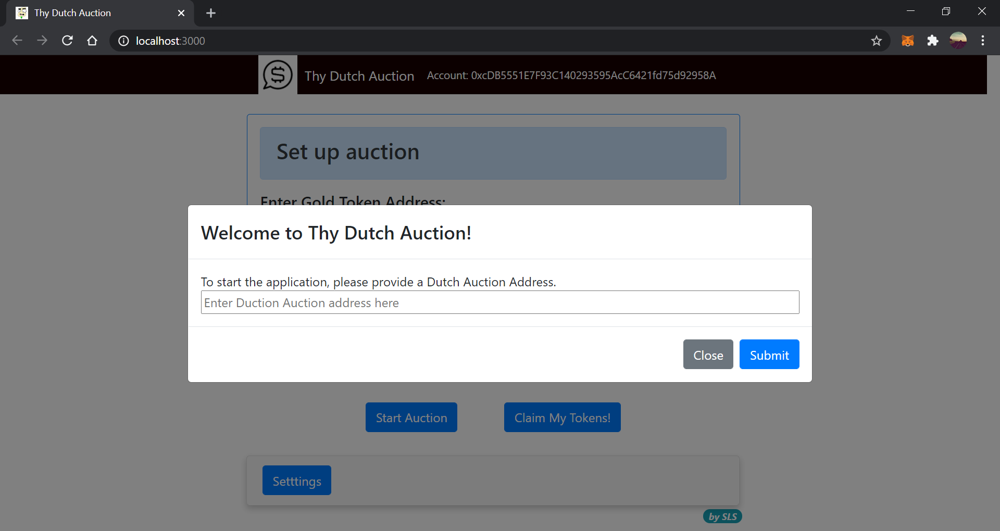 Thy Dutch Auction
localhost:3000
Thy Dutch Auction Account: 0xcDB5551E7F93C140293595AcC6421fd75d92958A
Set up auction
Enter Gold Token Address:
Welcome to Thy Dutch Auction!
To start the application, please provide a Dutch Auction Address.
Enter Duction Auction address here
Close Submit
Start Auction Claim My Tokens!
Setttings
by SLS